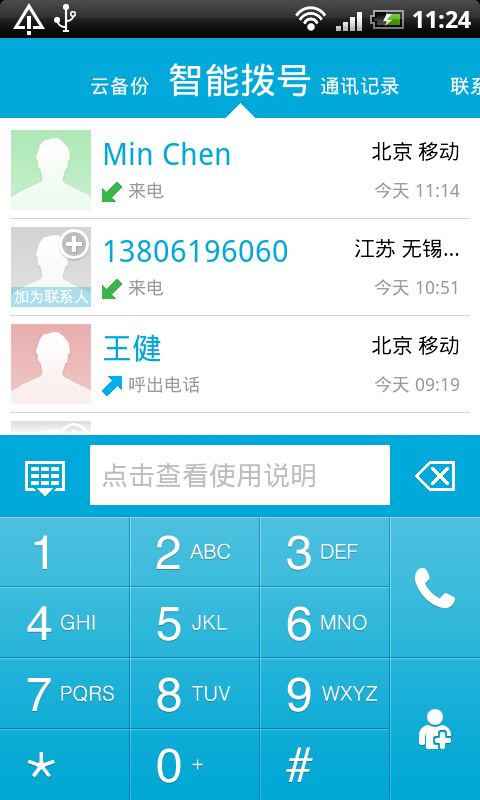 11:24
云备份 智能拨号 通讯记录 联系
Min Chen 北京 移动
来电 今天 11:14
13806196060 江苏 无锡...
加为联系人 来电 今天 10:51
王健 北京 移动
呼出电话 今天 09:19
点击查看使用说明
1 2 ABC 3 DEF
4 GHI 5 JKL 6 MNO
7 PQRS 8 TUV 9 WXYZ
* 0 + #